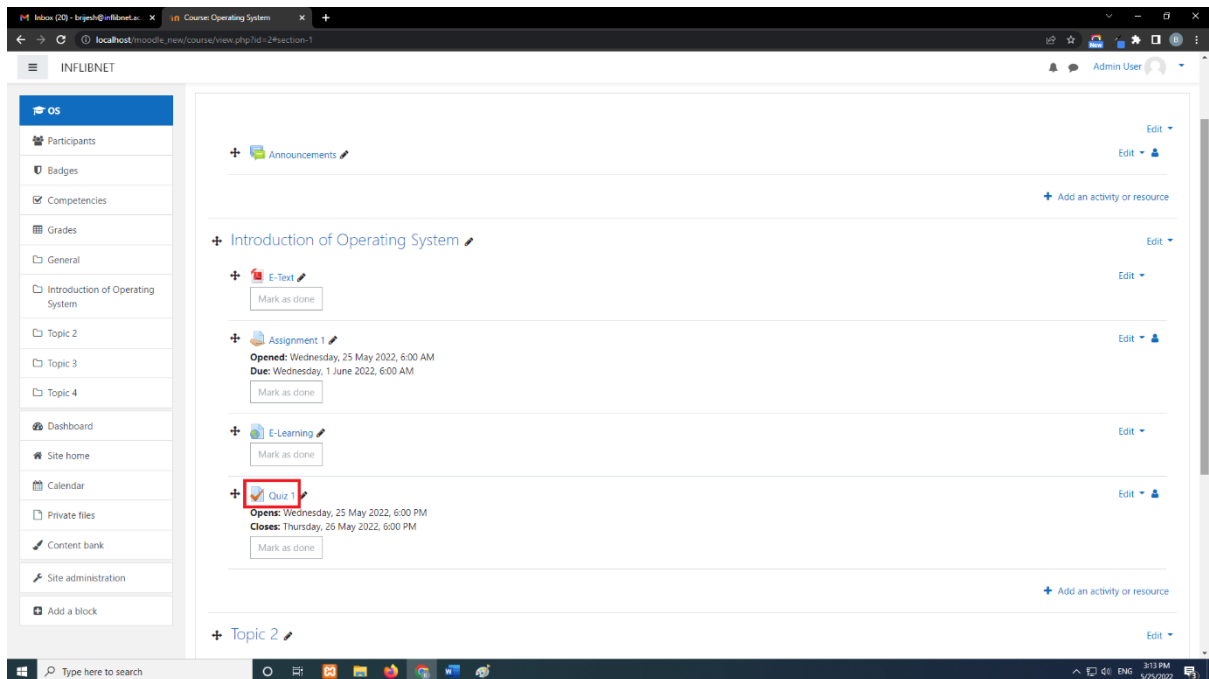 Inbox (20) - brijesh@inflibnet.ac. X
Course: Operating System X +
localhost/moodle_new/course/view.php?id=2#section-1
New
B
INFLIBNET
Admin User
OS
Participants
Badges
Competencies
Grades
General
Introduction of Operating
System
Topic 2
Topic 3
Topic 4
Dashboard
Site home
Calendar
Private files
Content bank
Site administration
Add a block
Edit
Announcements
Edit
+ Add an activity or resource
Introduction of Operating System
Edit
E-Text
Edit
Mark as done
Assignment 1
Edit
Opened: Wednesday, 25 May 2022, 6:00 AM
Due: Wednesday, 1 June 2022, 6:00 AM
Mark as done
E-Learning
Edit
Mark as done
Quiz 1
Edit
Opens: Wednesday, 25 May 2022, 6:00 PM
Closes: Thursday, 26 May 2022, 6:00 PM
Mark as done
+ Add an activity or resource
Topic 2
Edit
Type here to search
ENG
3:13 PM
5/25/2022